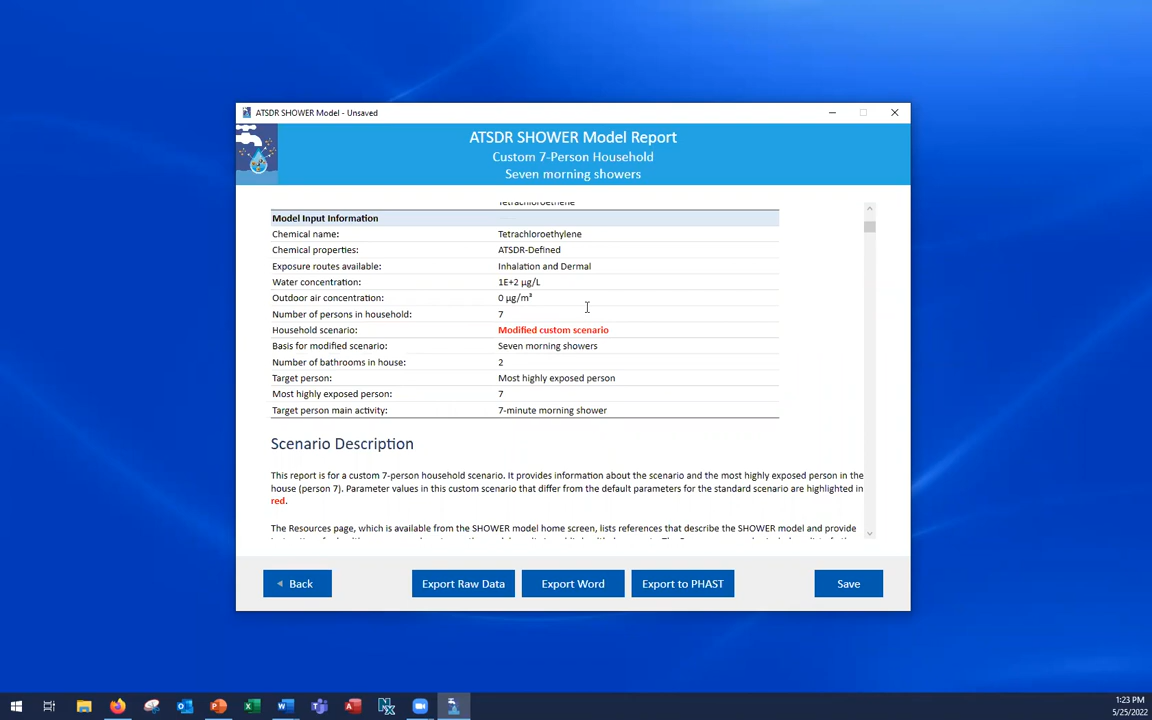 ATSDR SHOWER Model - Unsaved
ATSDR SHOWER Model Report
Custom 7-Person Household
Seven morning showers
Tetrachloroethene
Model Input Information
Chemical name: Tetrachloroethylene
Chemical properties: ATSDR-Defined
Exposure routes available: Inhalation and Dermal
Water concentration: 1E+2 µg/L
Outdoor air concentration: 0 µg/m³
Number of persons in household: 7
Household scenario: Modified custom scenario
Basis for modified scenario: Seven morning showers
Number of bathrooms in house: 2
Target person: Most highly exposed person
Most highly exposed person: 7
Target person main activity: 7-minute morning shower
Scenario Description
This report is for a custom 7-person household scenario. It provides information about the scenario and the most highly exposed person in the
house (person 7). Parameter values in this custom scenario that differ from the default parameters for the standard scenario are highlighted in
red.
The Resources page, which is available from the SHOWER model home screen, lists references that describe the SHOWER model and provide
Back
Export Raw Data
Export Word
Export to PHAST
Save
1:23 PM
5/25/2022